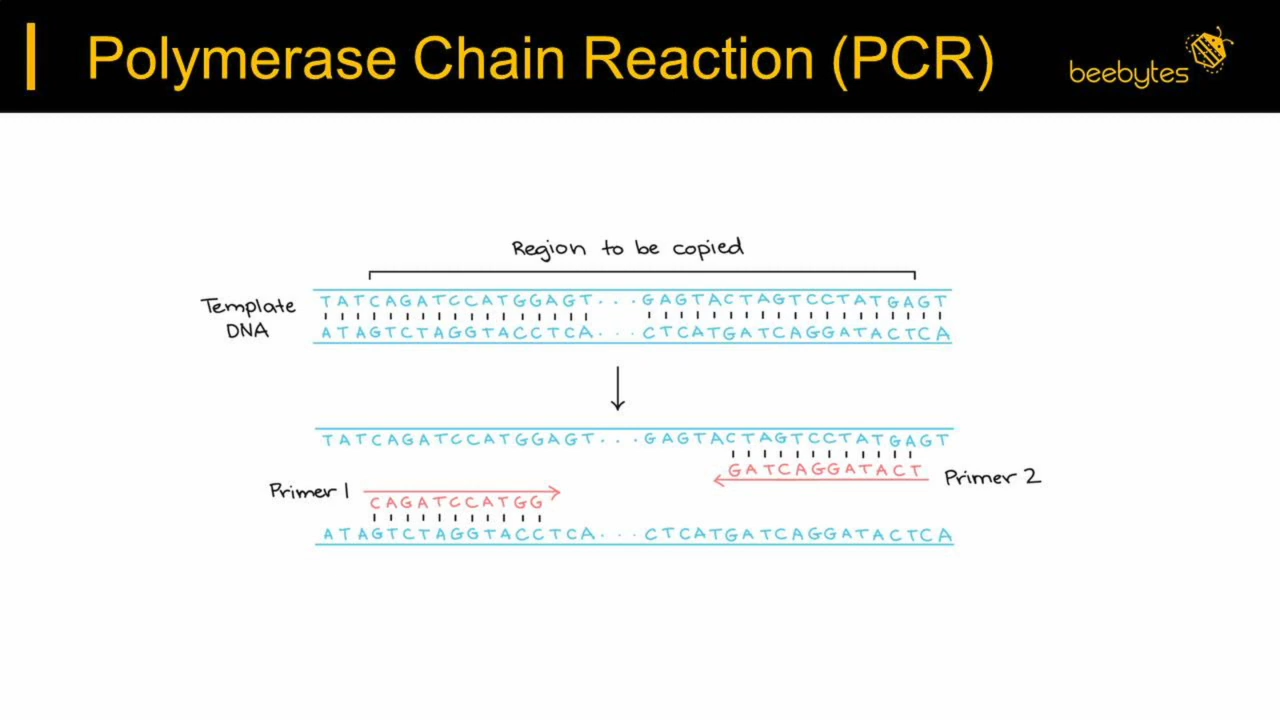 Polymerase Chain Reaction (PCR)
beebytes
Region to be copied
Template
DNA
TATCAGATCCATGGAGT...GAGTACTAGTCCTATGAGT
ATAGTCTAGGTACCTCA...CTCATGATCAGGATACTCA
TATCAGATCCATGGAGT...GAGTACTAGTCCTATGAGT
GATCAGGATACT
Primer 2
Primer 1
CAGATCCATGG
ATAGTCTAGGTACCTCA...CTCATGATCAGGATACTCA